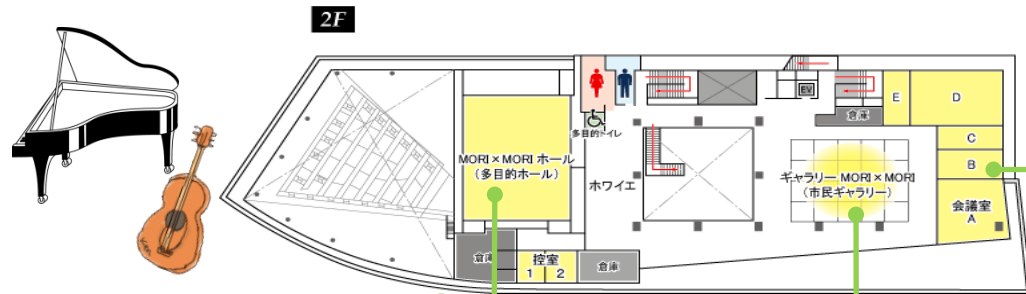 2F
多目的トイレ
MORI×MORI ホール
(多目的ホール)
ホワイエ
倉庫
控室
1 2
倉庫
EV
倉庫
ギャラリー MORI×MORI
(市民ギャラリー)
E
D
C
B
会議室
A